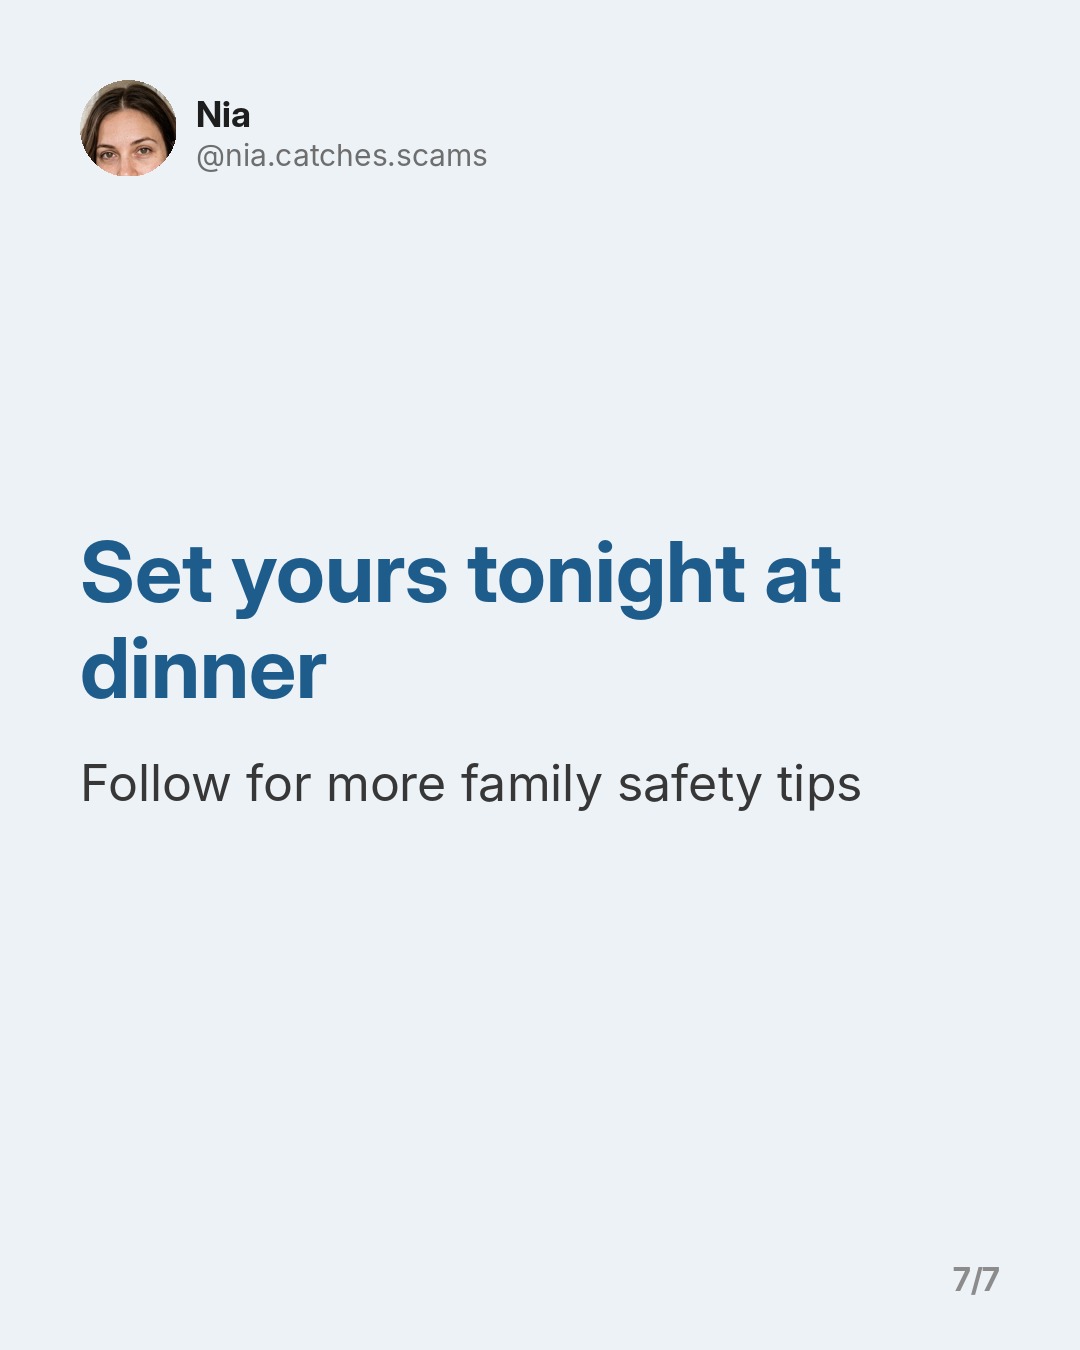 Nia
@nia.catches.scams
Set yours tonight at
dinner
Follow for more family safety tips
7/7